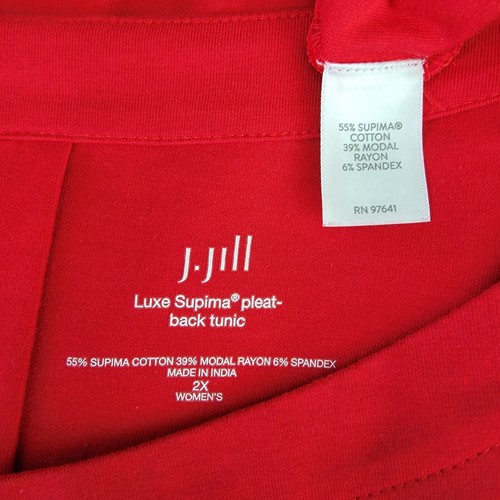 55% SUPIMA®
COTTON
39% MODAL
RAYON
6% SPANDEX
RN 97641
J.Jill
Luxe Supima® pleat-
back tunic
55% SUPIMA COTTON 39% MODAL RAYON 6% SPANDEX
MADE IN INDIA
2X
WOMEN'S